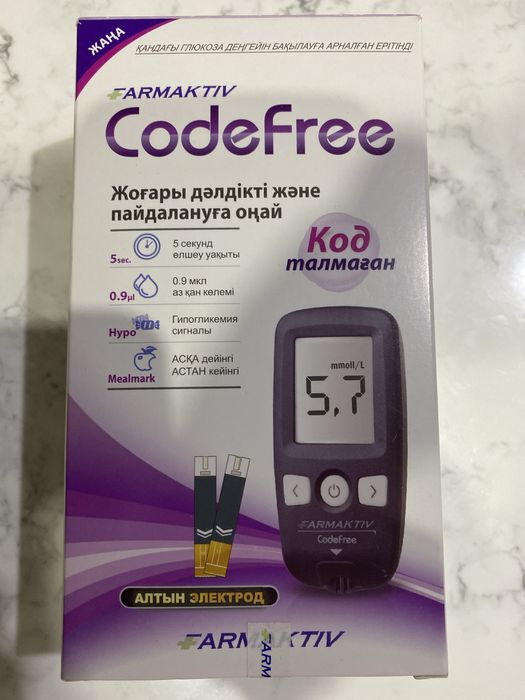 ЖАҢА
ҚАНДАҒЫ ГЛЮКОЗА ДЕҢГЕЙІН БАҚЫЛАУҒА АРНАЛҒАН ЕРІТІНДІ
FARMAKTIV
CodeFree
Жоғары дәлдікті және
пайдалануға оңай
5sec.
5 секунд
өлшеу уақыты
0.9µl
0.9 мкл
аз қан көлемі
Hypo
Гипогликемия
сигналы
Mealmark
АСҚА дейінгі
АСТАН кейінгі
Код
талмаған
mmoll/L
5,7
FARMAKTIV
CodeFree
АЛТЫН ЭЛЕКТРОД
FARMAKTIV
FARM